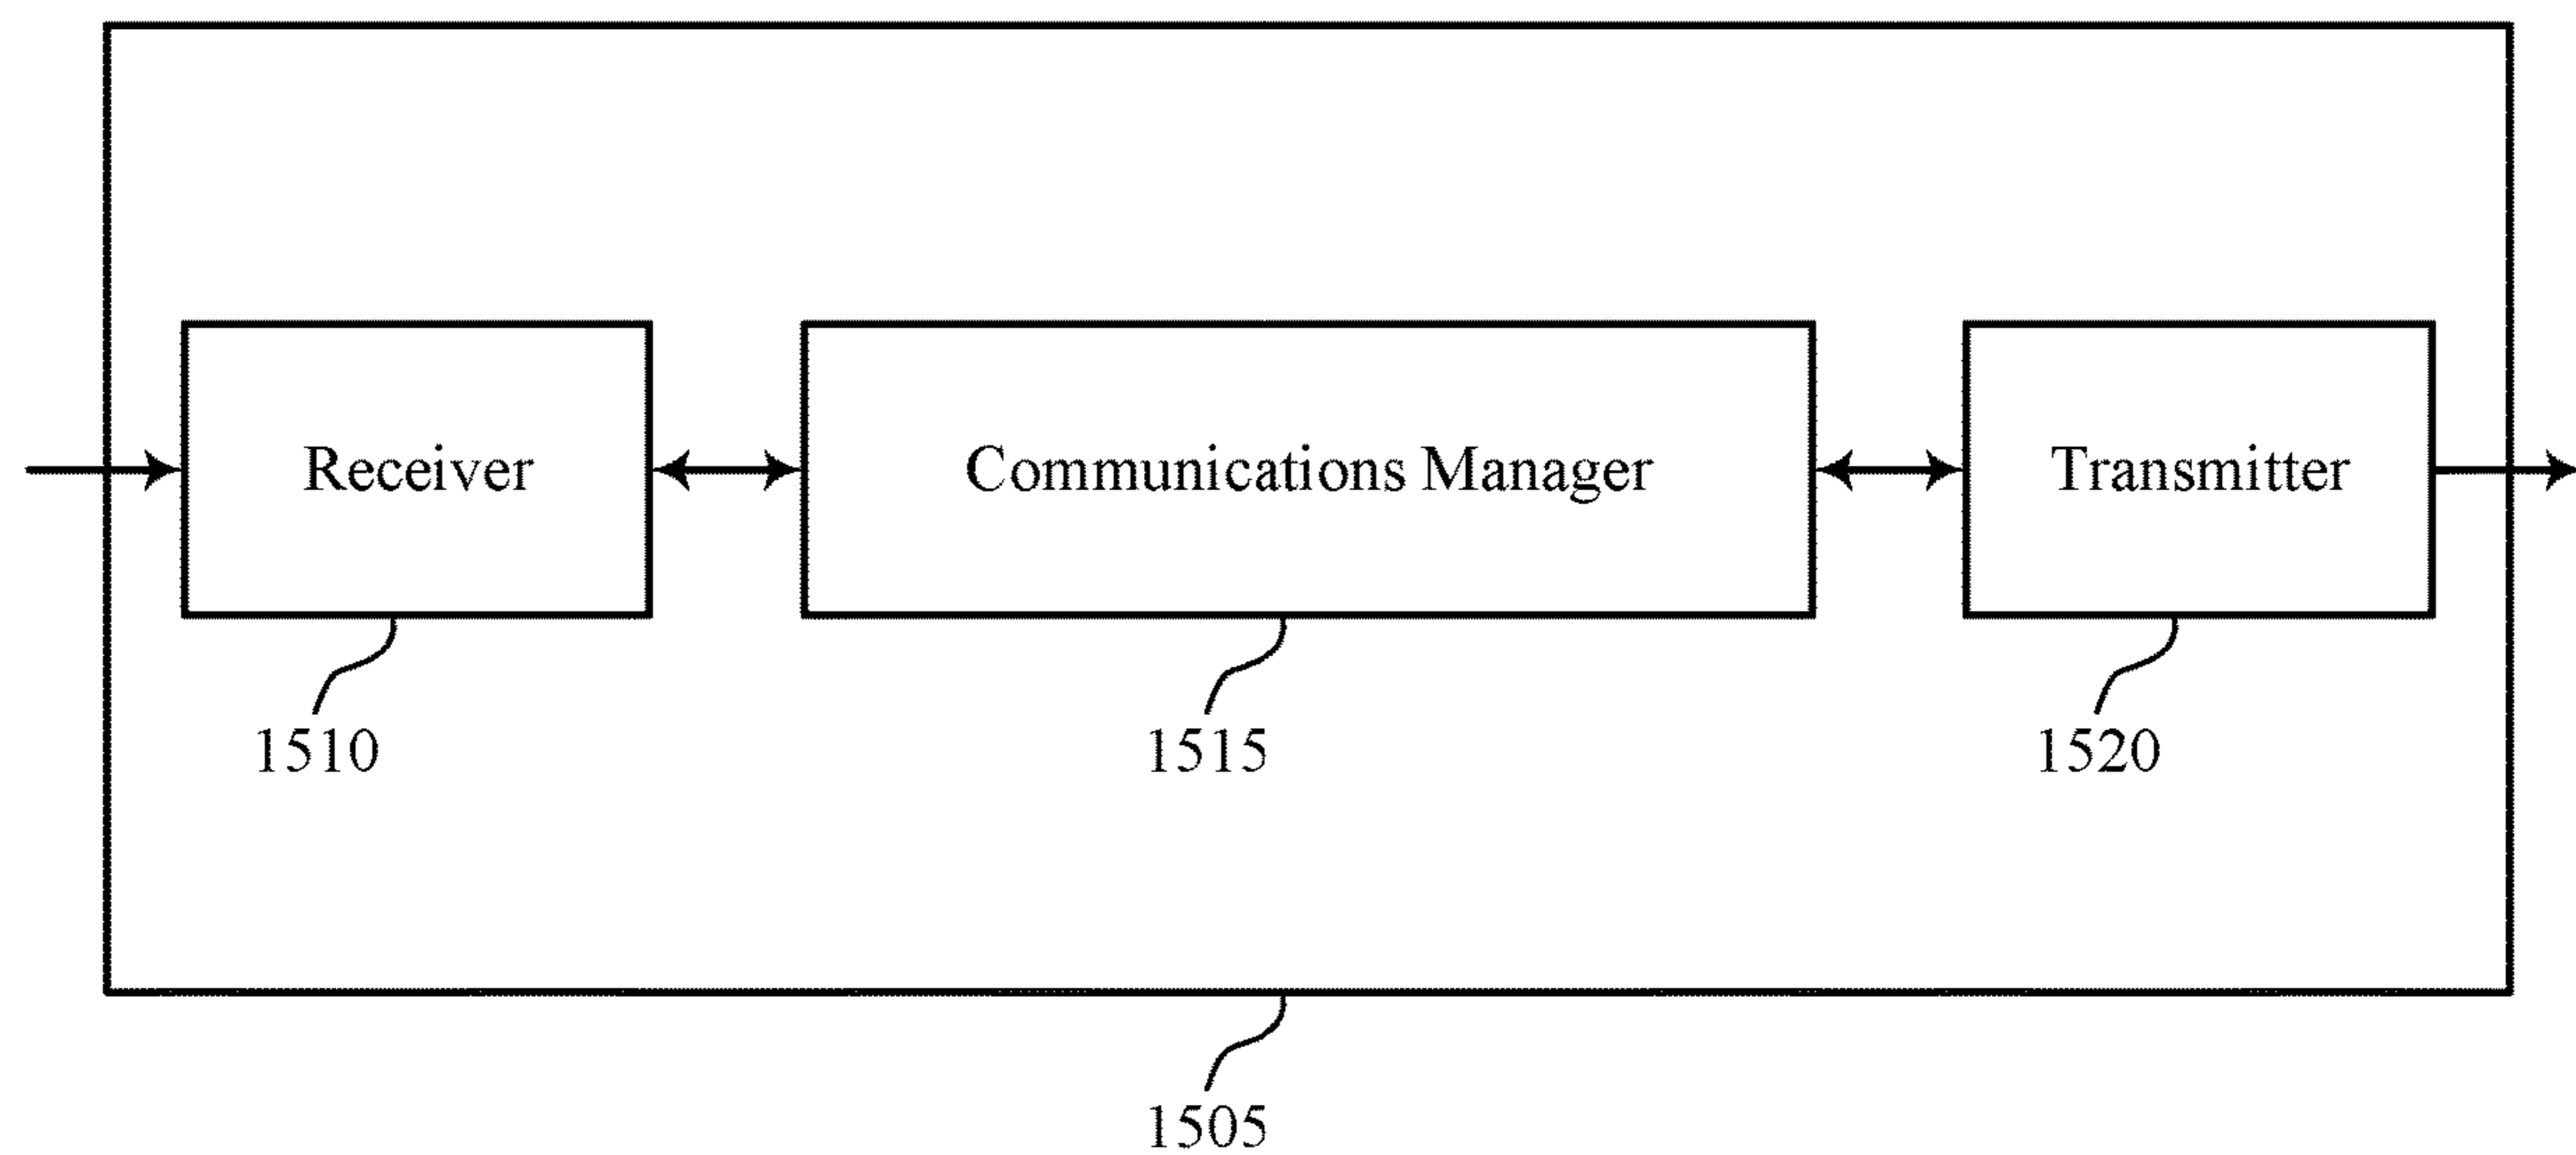 Receiver
Communications Manager
Transmitter
1510
1515
1520
1505